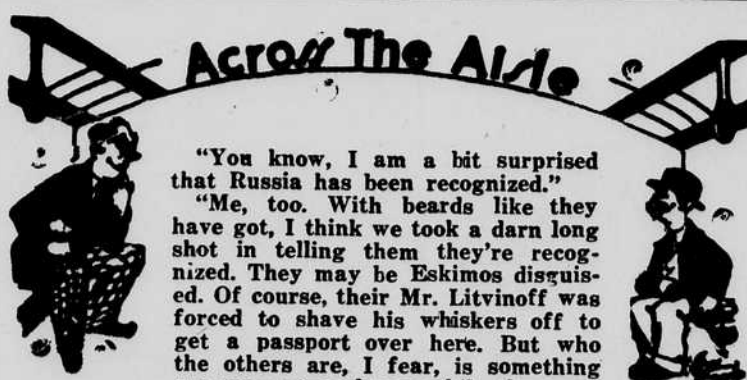 Across The Aisle
"You know, I am a bit surprised
that Russia has been recognized."
"Me, too. With beards like they
have got, I think we took a darn long
shot in telling them they're recog-
nized. They may be Eskimos disguis-
ed. Of course, their Mr. Litvinoff was
forced to shave his whiskers off to
get a passport over here. But who
the others are, I fear, is something